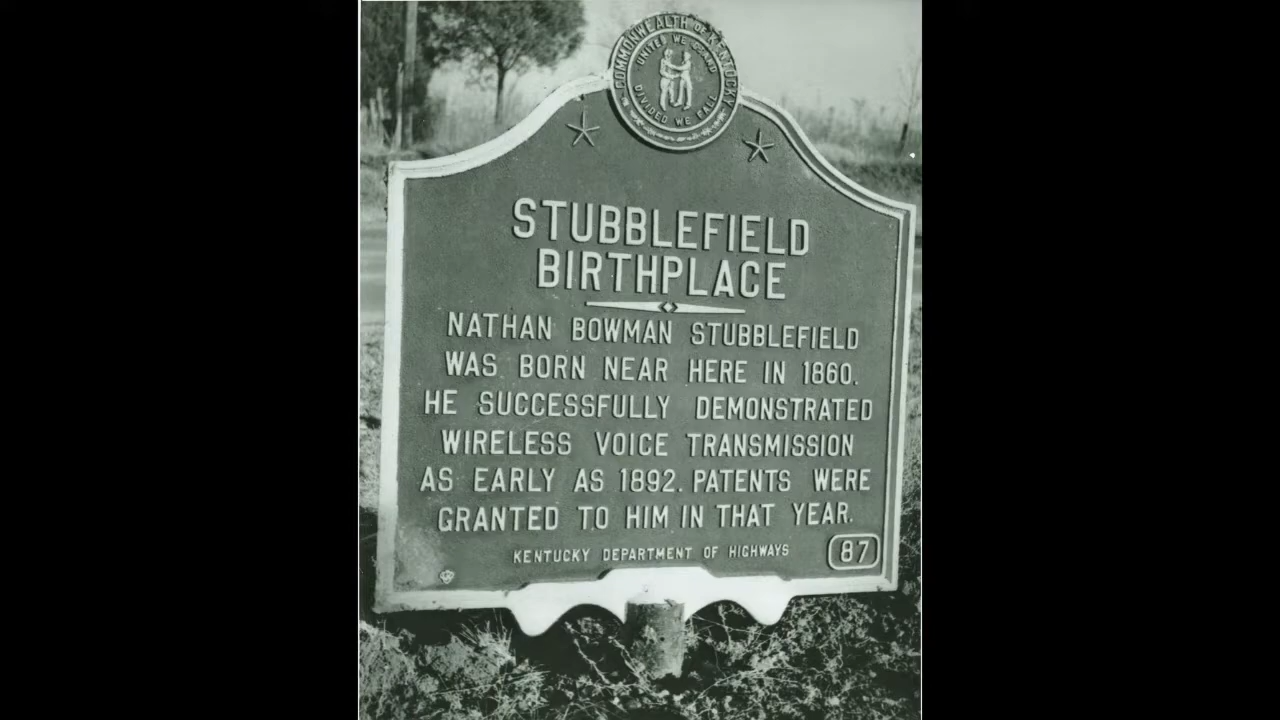 COMMONWEALTH OF KENTUCKY
UNITED WE STAND
DIVIDED WE FALL
STUBBLEFIELD
BIRTHPLACE
NATHAN BOWMAN STUBBLEFIELD
WAS BORN NEAR HERE IN 1860.
HE SUCCESSFULLY DEMONSTRATED
WIRELESS VOICE TRANSMISSION
AS EARLY AS 1892. PATENTS WERE
GRANTED TO HIM IN THAT YEAR.
KENTUCKY DEPARTMENT OF HIGHWAYS
87